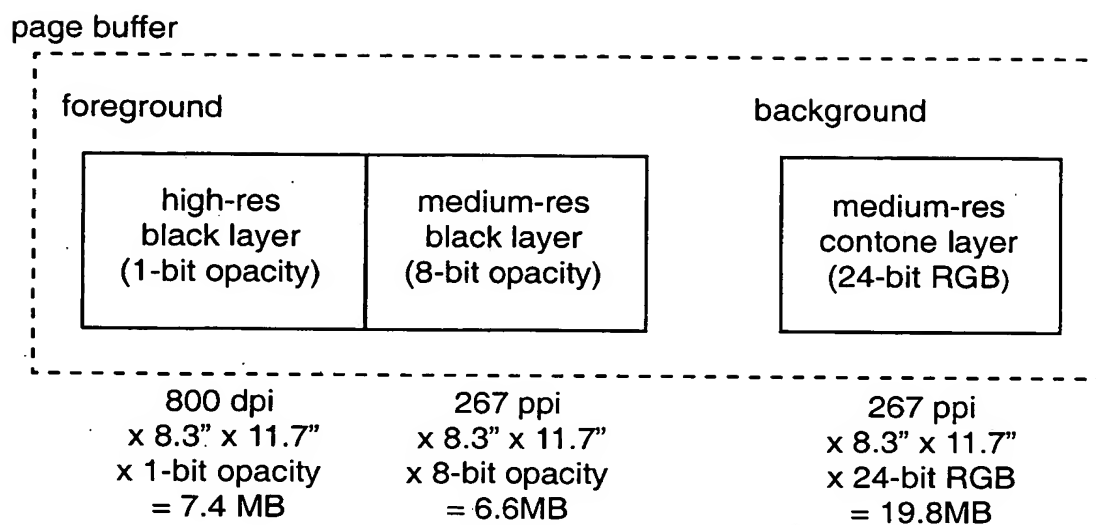 page buffer
foreground
background
high-res
black layer
(1-bit opacity)
medium-res
black layer
(8-bit opacity)
medium-res
contone layer
(24-bit RGB)
800 dpi
x 8.3” x 11.7”
x 1-bit opacity
= 7.4 MB
267 ppi
x 8.3” x 11.7”
x 8-bit opacity
= 6.6MB
267 ppi
x 8.3” x 11.7”
x 24-bit RGB
= 19.8MB